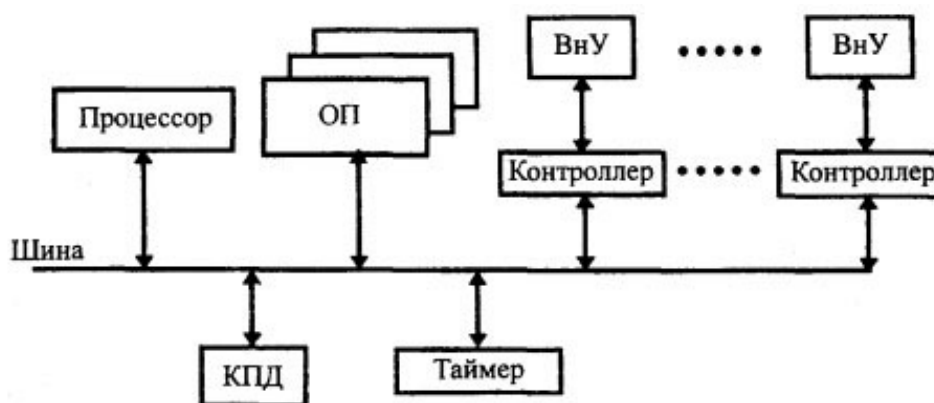 ВнУ
ВнУ
Процессор
ОП
Контроллер
Контроллер
Шина
КПД
Таймер